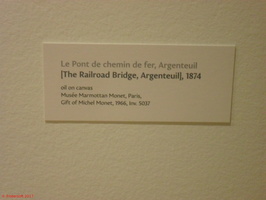 Le Pont de chemin de fer, Argenteuil
[The Railroad Bridge, Argenteuil], 1874
oil on canvas
Musée Marmottan Monet, Paris,
Gift of Michel Monet, 1966, Inv. 5037